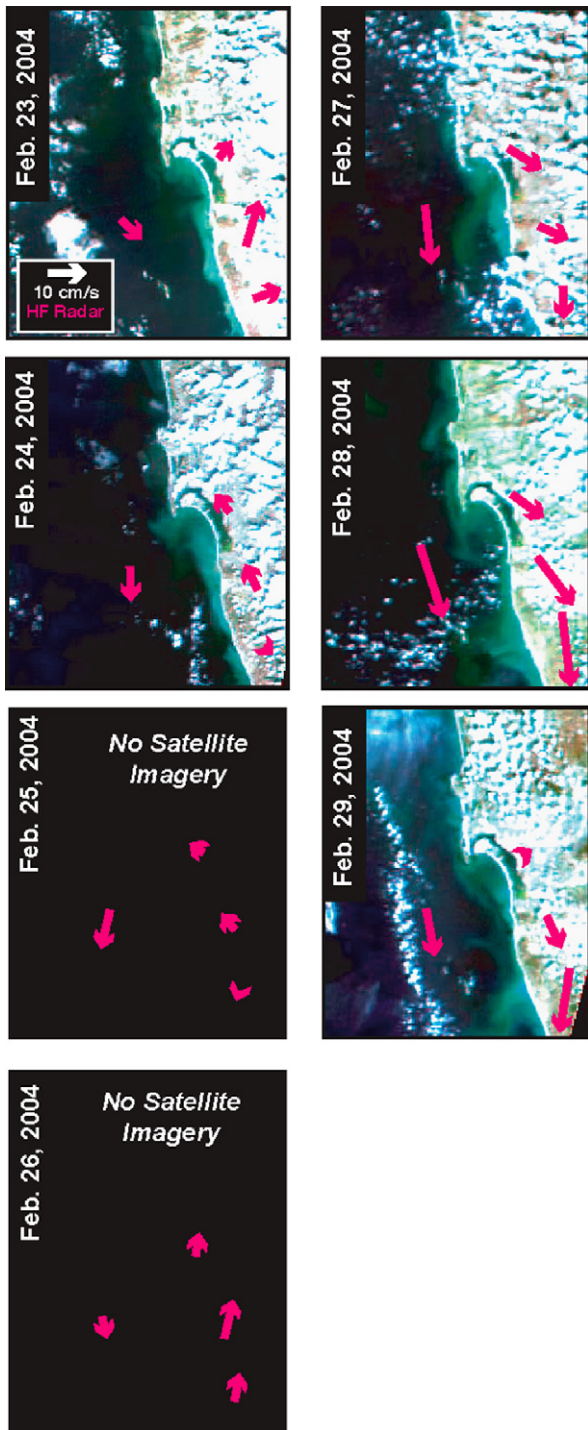 Feb. 23, 2004
10 cm/s
HF Radar
Feb. 24, 2004
Feb. 25, 2004
No Satellite
Imagery
Feb. 26, 2004
No Satellite
Imagery
Feb. 27, 2004
Feb. 28, 2004
Feb. 29, 2004